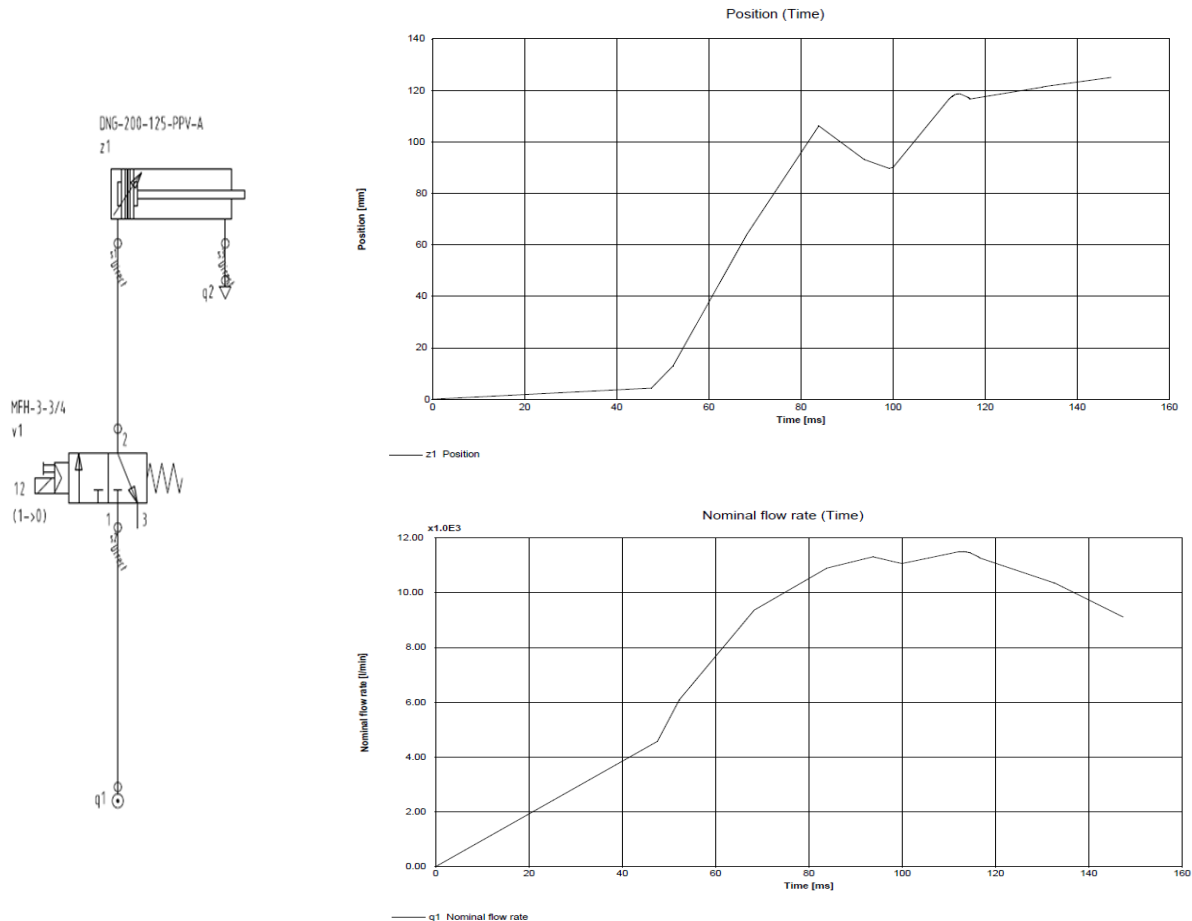 DNG-200-125-PPV-A
z1
q2
MFH-3-3/4
v1
2
12
(1->0)
1
3
q1
Position (Time)
Position [mm]
140
120
100
80
60
40
20
0
0
20
40
60
80
100
120
140
160
Time [ms]
z1 Position
Nominal flow rate (Time)
x1.0E3
Nominal flow rate [l/min]
12.00
10.00
8.00
6.00
4.00
2.00
0.00
0
20
40
60
80
100
120
140
160
Time [ms]
q1 Nominal flow rate